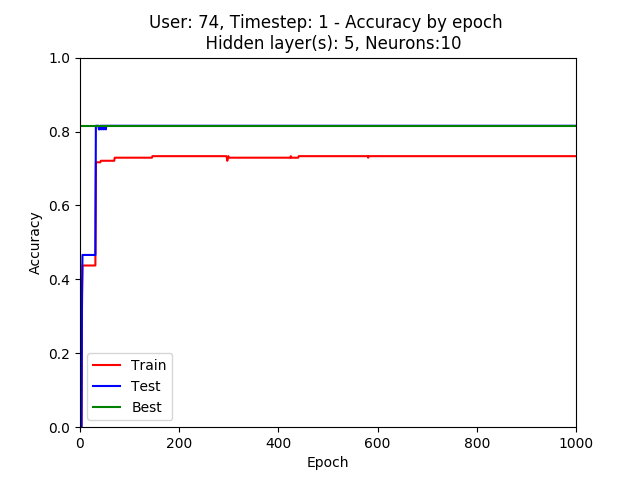 User: 74, Timestep: 1 - Accuracy by epoch
Hidden layer(s): 5, Neurons:10
1.0
0.8
0.6
0.4
0.2
0.0
Accuracy
Train
Test
Best
0 200 400 600 800 1000
Epoch